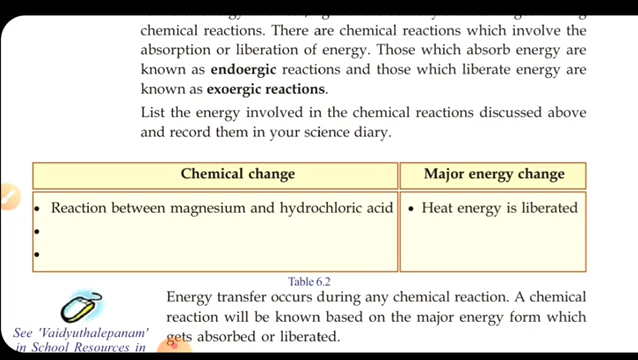 chemical reactions. There are chemical reactions which involve the
absorption or liberation of energy. Those which absorb energy are
known as endoergic reactions and those which liberate energy are
known as exoergic reactions.
List the energy involved in the chemical reactions discussed above
and record them in your science diary.
Chemical change
Major energy change
• Reaction between magnesium and hydrochloric acid
• Heat energy is liberated
•
•
Table 6.2
Energy transfer occurs during any chemical reaction. A chemical
reaction will be known based on the major energy form which
gets absorbed or liberated.
See 'Vaidyuthalepanam'
in School Resources in